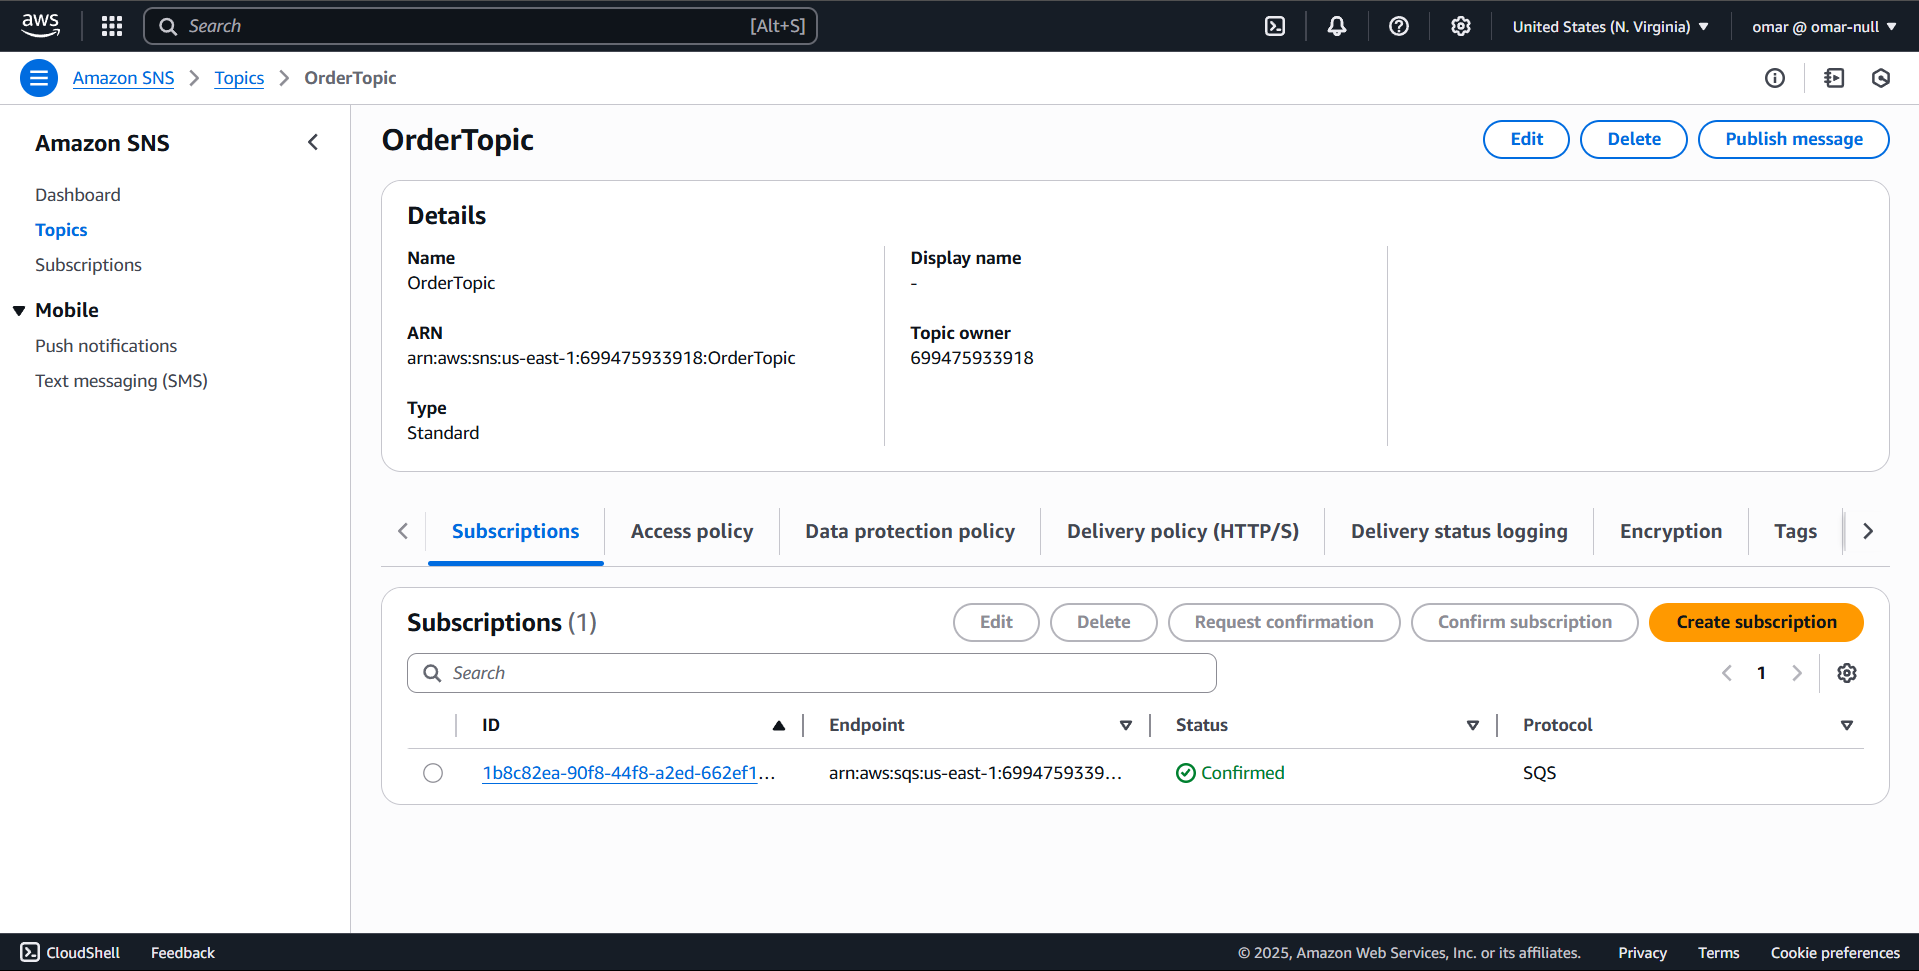 aws
Search [Alt+S]
United States (N. Virginia)
omar @ omar-null
Amazon SNS
Topics
OrderTopic
Amazon SNS
Dashboard
Topics
Subscriptions
Mobile
Push notifications
Text messaging (SMS)
OrderTopic
Edit
Delete
Publish message
Details
Name
OrderTopic
ARN
arn:aws:sns:us-east-1:699475933918:OrderTopic
Type
Standard
Display name
-
Topic owner
699475933918
Subscriptions
Access policy
Data protection policy
Delivery policy (HTTP/S)
Delivery status logging
Encryption
Tags
Subscriptions (1)
Edit
Delete
Request confirmation
Confirm subscription
Create subscription
Search
1
ID
Endpoint
Status
Protocol
1b8c82ea-90f8-44f8-a2ed-662ef1...
arn:aws:sqs:us-east-1:6994759339...
Confirmed
SQS
CloudShell
Feedback
© 2025, Amazon Web Services, Inc. or its affiliates.
Privacy
Terms
Cookie preferences